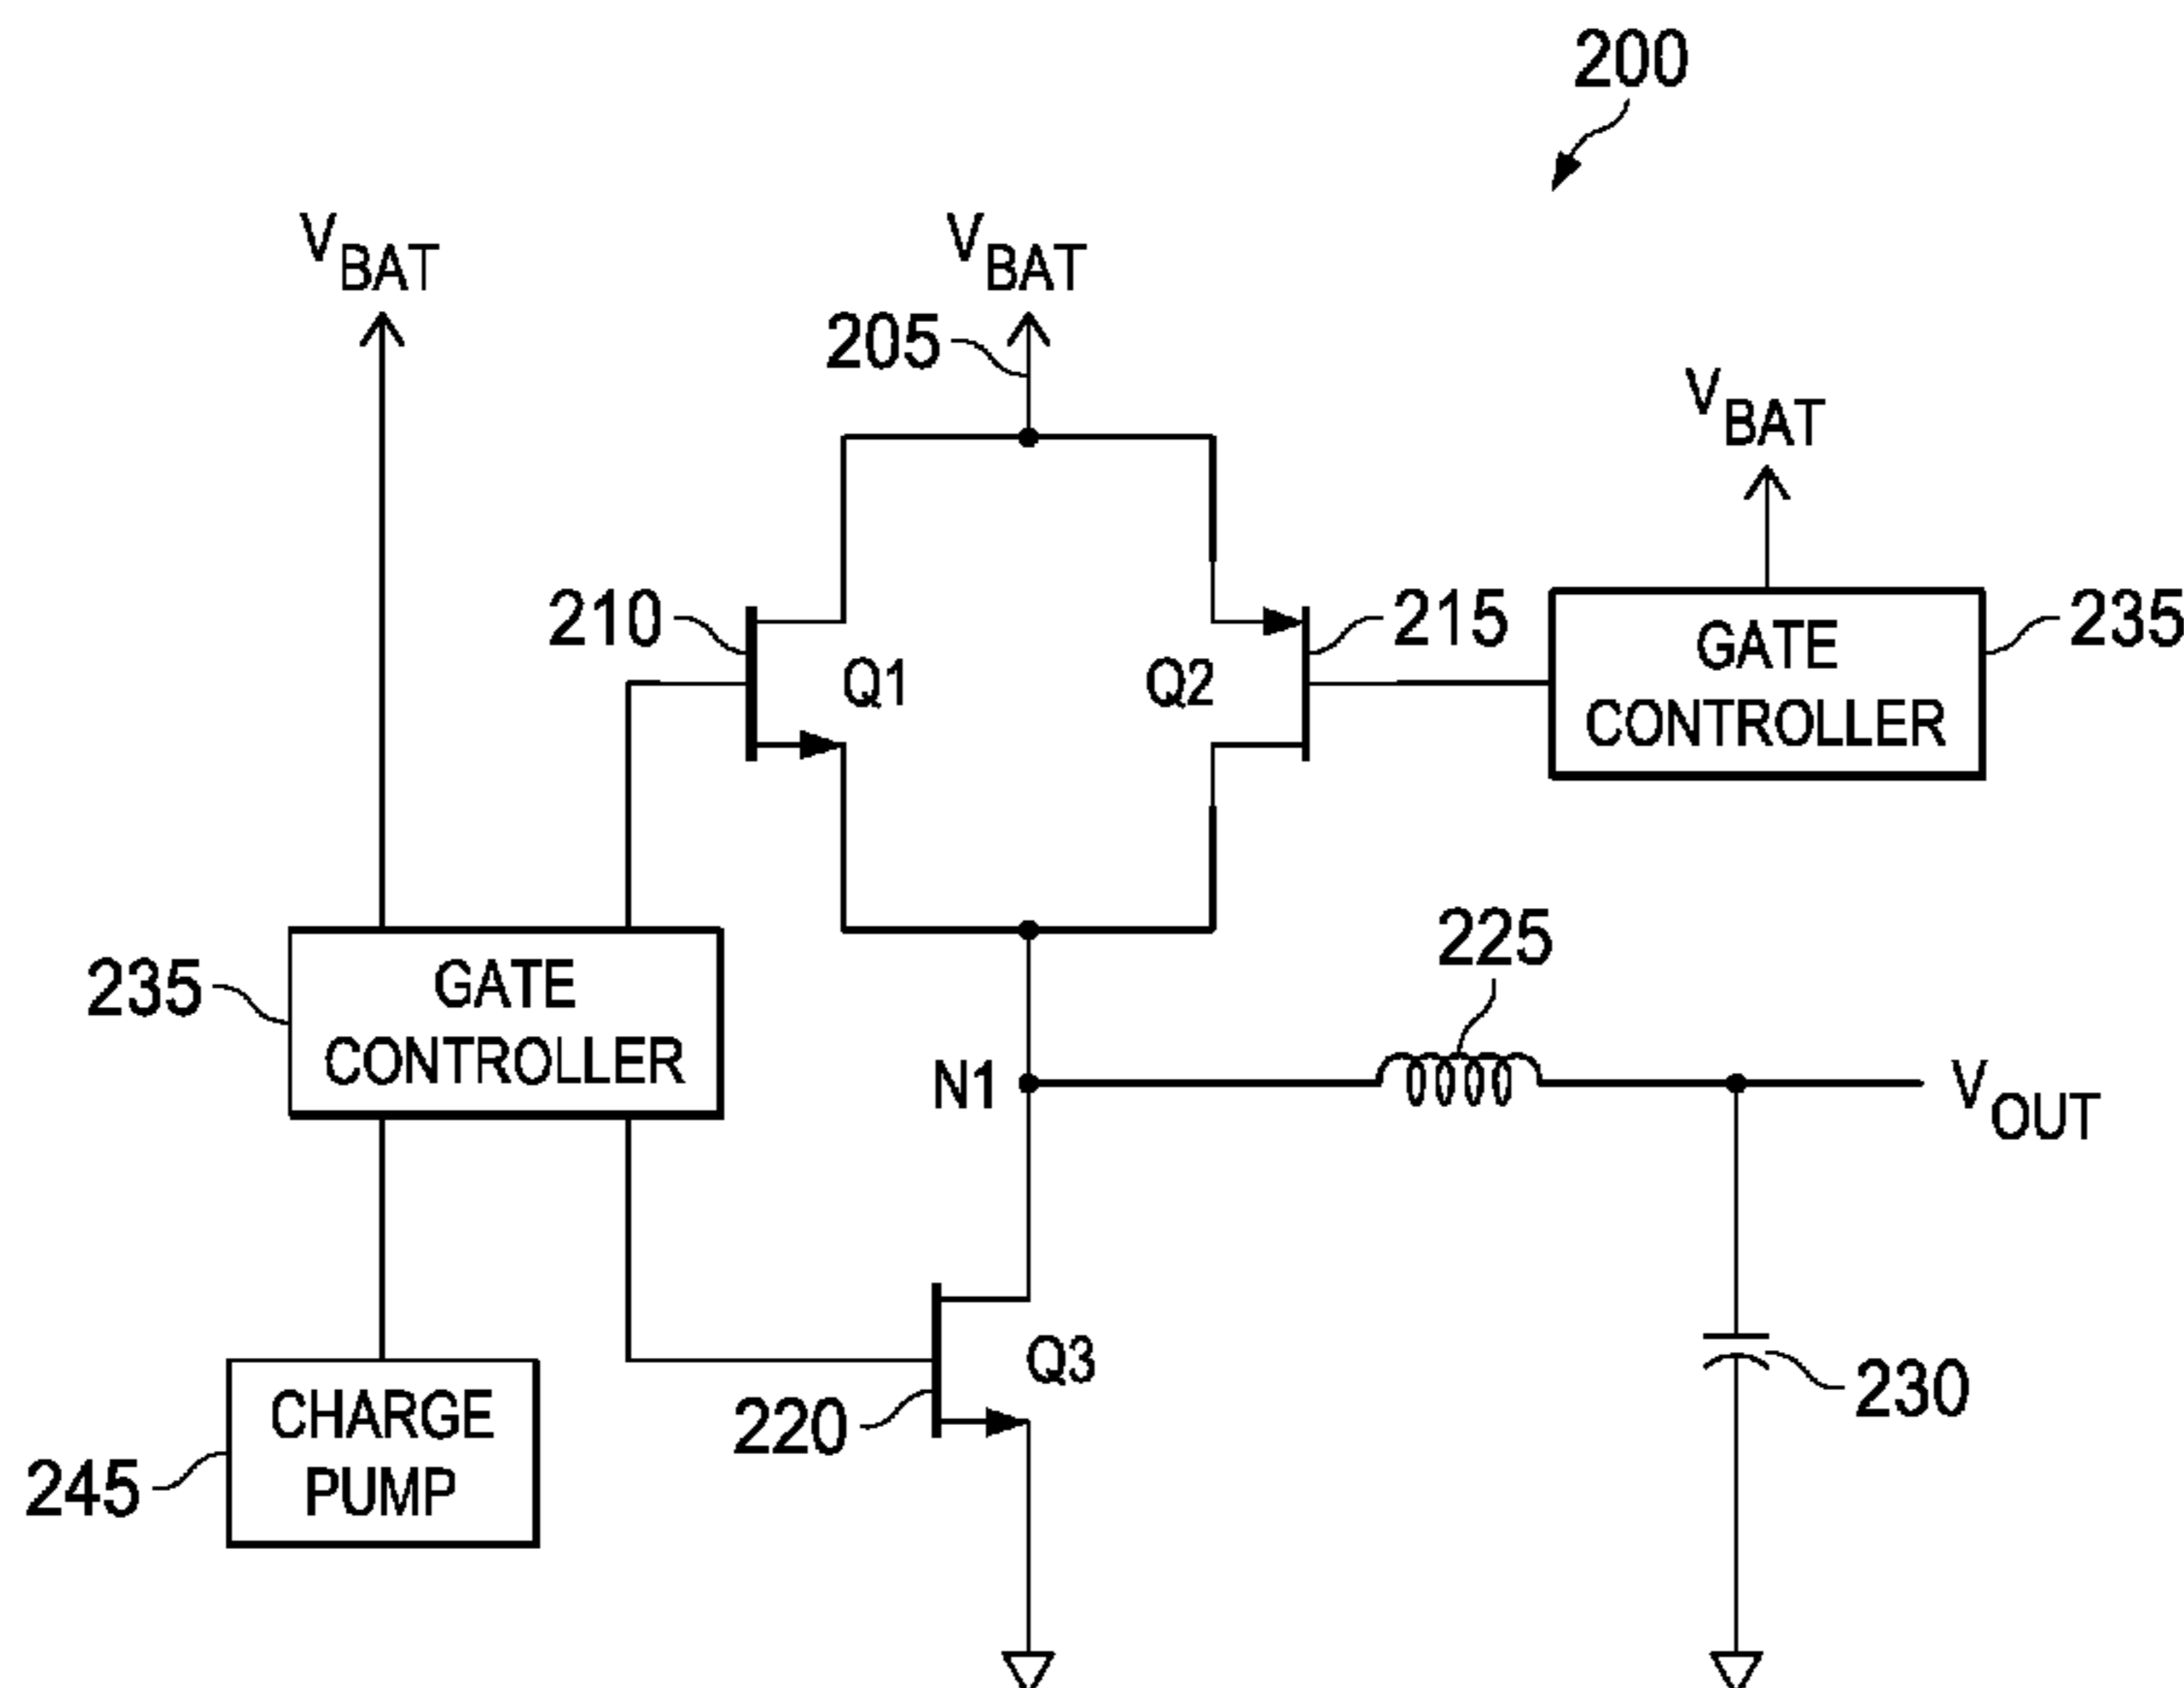 200
VBAT
VBAT
205
VBAT
210
Q1
Q2
215
GATE
CONTROLLER
235
235
GATE
CONTROLLER
225
N1
VOUT
Q3
220
230
CHARGE
PUMP
245